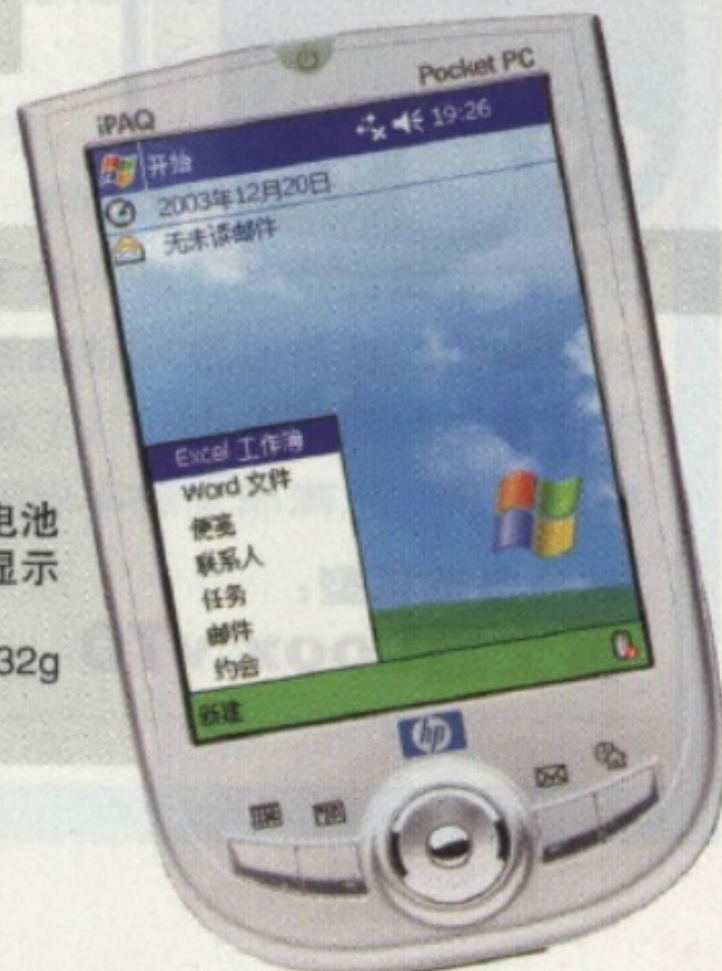 iPAQ
Pocket PC
开始
19:26
2003年12月20日
无未读邮件
Excel 工作簿
Word 文件
便笺
联系人
任务
邮件
约会
新建
hp
电池
显示
32g